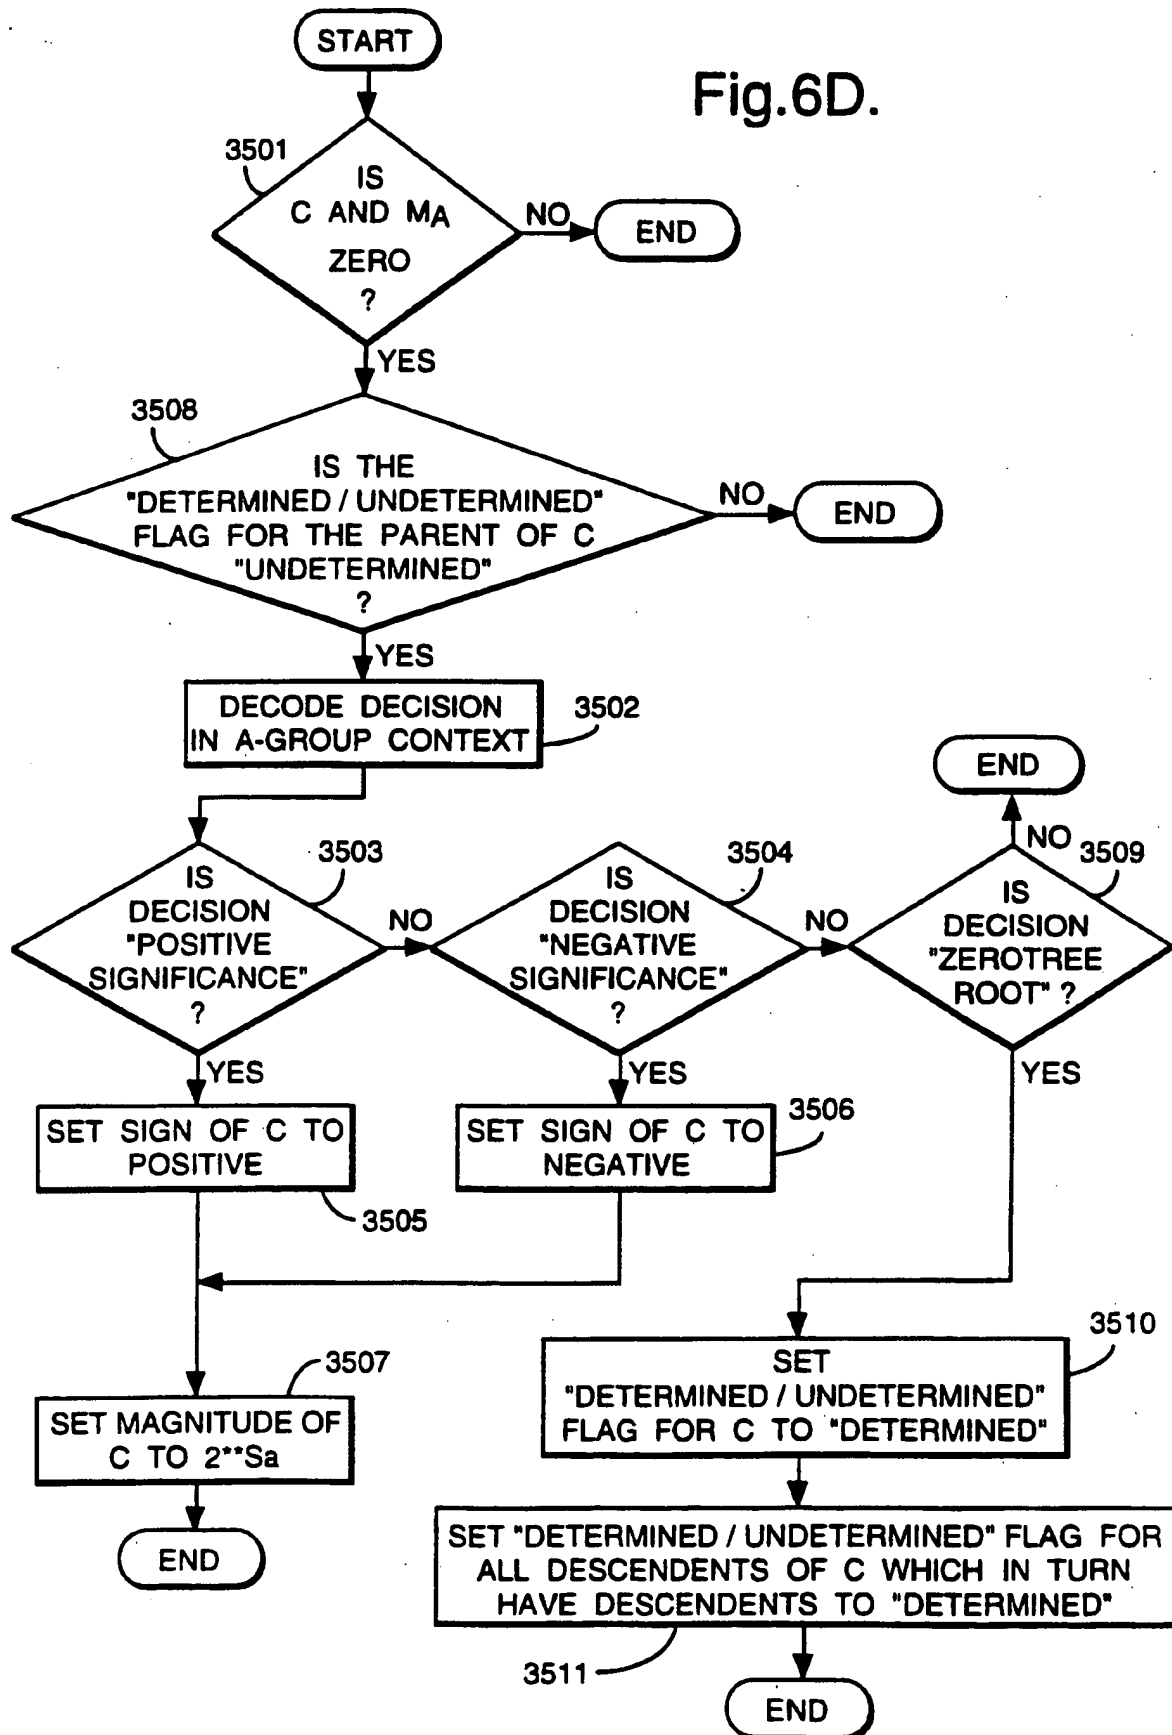 START
Fig.6D.
3501
IS
C AND MA
ZERO
?
NO
END
YES
3508
IS THE
"DETERMINED / UNDETERMINED"
FLAG FOR THE PARENT OF C
"UNDETERMINED"
?
NO
END
YES
DECODE DECISION
IN A-GROUP CONTEXT
3502
END
NO
3503
IS
DECISION
"POSITIVE
SIGNIFICANCE"
?
NO
3504
IS
DECISION
"NEGATIVE
SIGNIFICANCE"
?
NO
3509
IS
DECISION
"ZEROTREE
ROOT" ?
YES
YES
YES
SET SIGN OF C TO
POSITIVE
3505
SET SIGN OF C TO
NEGATIVE
3506
3507
SET MAGNITUDE OF
C TO 2**Sa
END
3510
SET
"DETERMINED / UNDETERMINED"
FLAG FOR C TO "DETERMINED"
SET "DETERMINED / UNDETERMINED" FLAG FOR
ALL DESCENDENTS OF C WHICH IN TURN
HAVE DESCENDENTS TO "DETERMINED"
3511
END